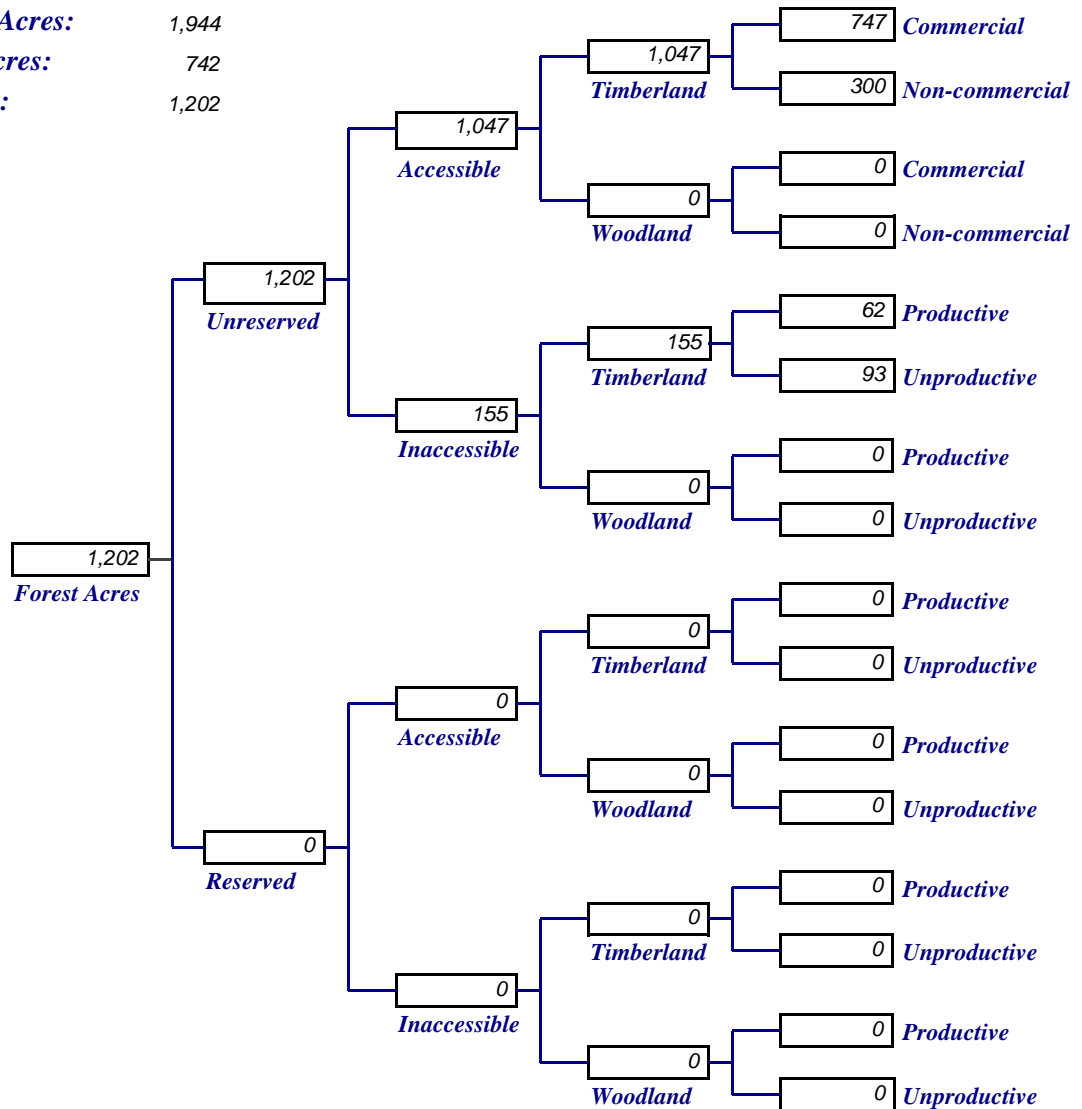 Acres: 1,944
cres: 742
: 1,202
747 Commercial
1,047
Timberland
300 Non-commercial
1,047
Accessible
0 Commercial
0
Woodland
0 Non-commercial
1,202
Unreserved
62 Productive
155
Timberland
93 Unproductive
155
Inaccessible
0 Productive
0
Woodland
0 Unproductive
1,202
Forest Acres
0 Productive
0
Timberland
0 Unproductive
0
Accessible
0 Productive
0
Woodland
0 Unproductive
0
Reserved
0 Productive
0
Timberland
0 Unproductive
0
Inaccessible
0 Productive
0
Woodland
0 Unproductive